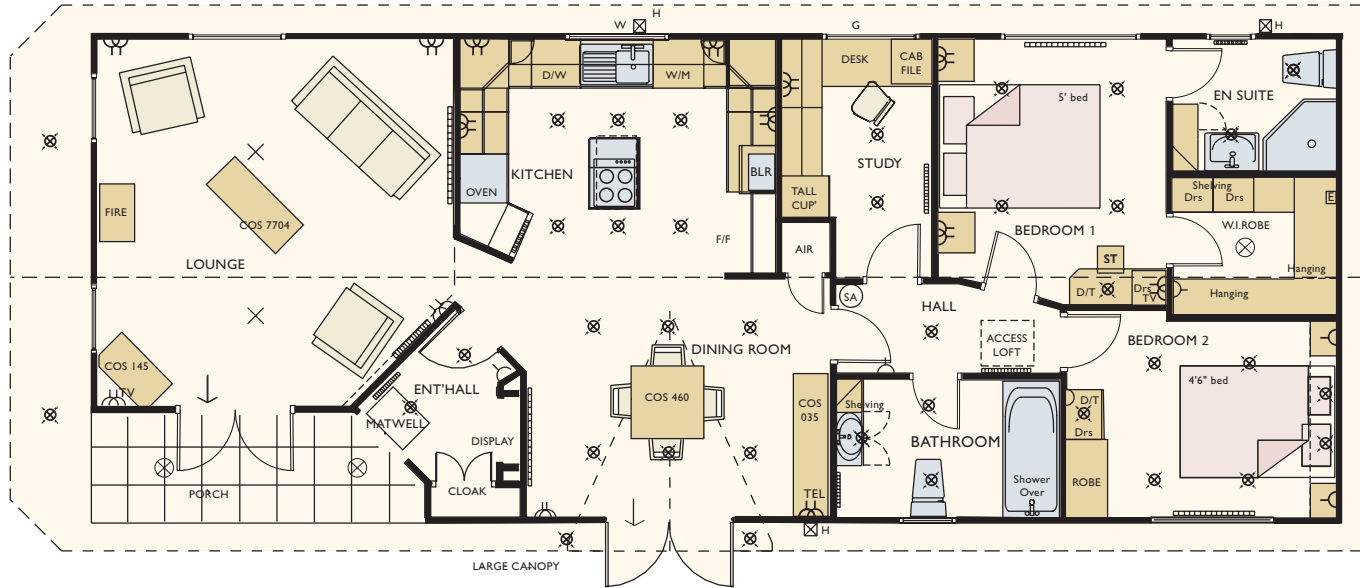 H
W
G
H
DESK
CAB
FILE
D/W
W/M
5' bed
EN SUITE
STUDY
BLR
OVEN
KITCHEN
TALL
CUP'
Shelving
Drs
Drs
E
FIRE
COS 7704
W.I.ROBE
BEDROOM 1
F/F
AIR
ST
LOUNGE
Hanging
D/T
Drs
TV
Hanging
SA
HALL
ACCESS
LOFT
DINING ROOM
BEDROOM 2
COS 145
TV
ENT'HALL
4'6" bed
MATWELL
COS 460
COS
035
Shelving
D/T
Drs
DISPLAY
BATHROOM
CLOAK
PORCH
TEL
Shower
Over
ROBE
H
LARGE CANOPY